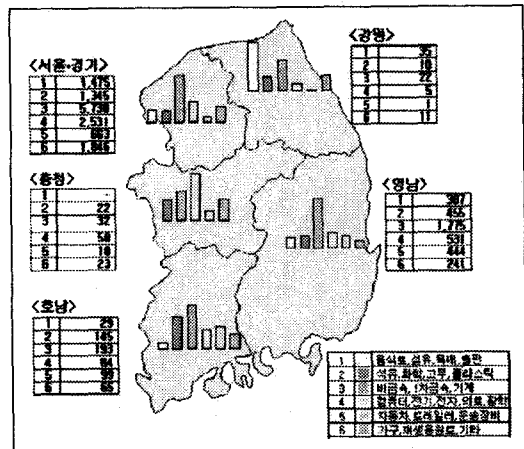 <서울·경기>
1 1,475
2 1,345
3 5,730
4 2,531
5 663
6 1,046
<강원>
1 35
2 10
3 22
4 5
5 1
6 11
<충청>
1 -
2 22
3 32
4 50
5 10
6 23
<영남>
1 307
2 455
3 1,775
4 531
5 444
6 241
<호남>
1 29
2 145
3 193
4 84
5 99
6 65
1 음식료,섬유,목재,출판
2 석유,화학,고무,플라스틱
3 비금속,1차금속,기계
4 컴퓨터,전기,전자,의료,광학
5 자동차,트레일러,운송장비
6 가구,재생용원료,기타